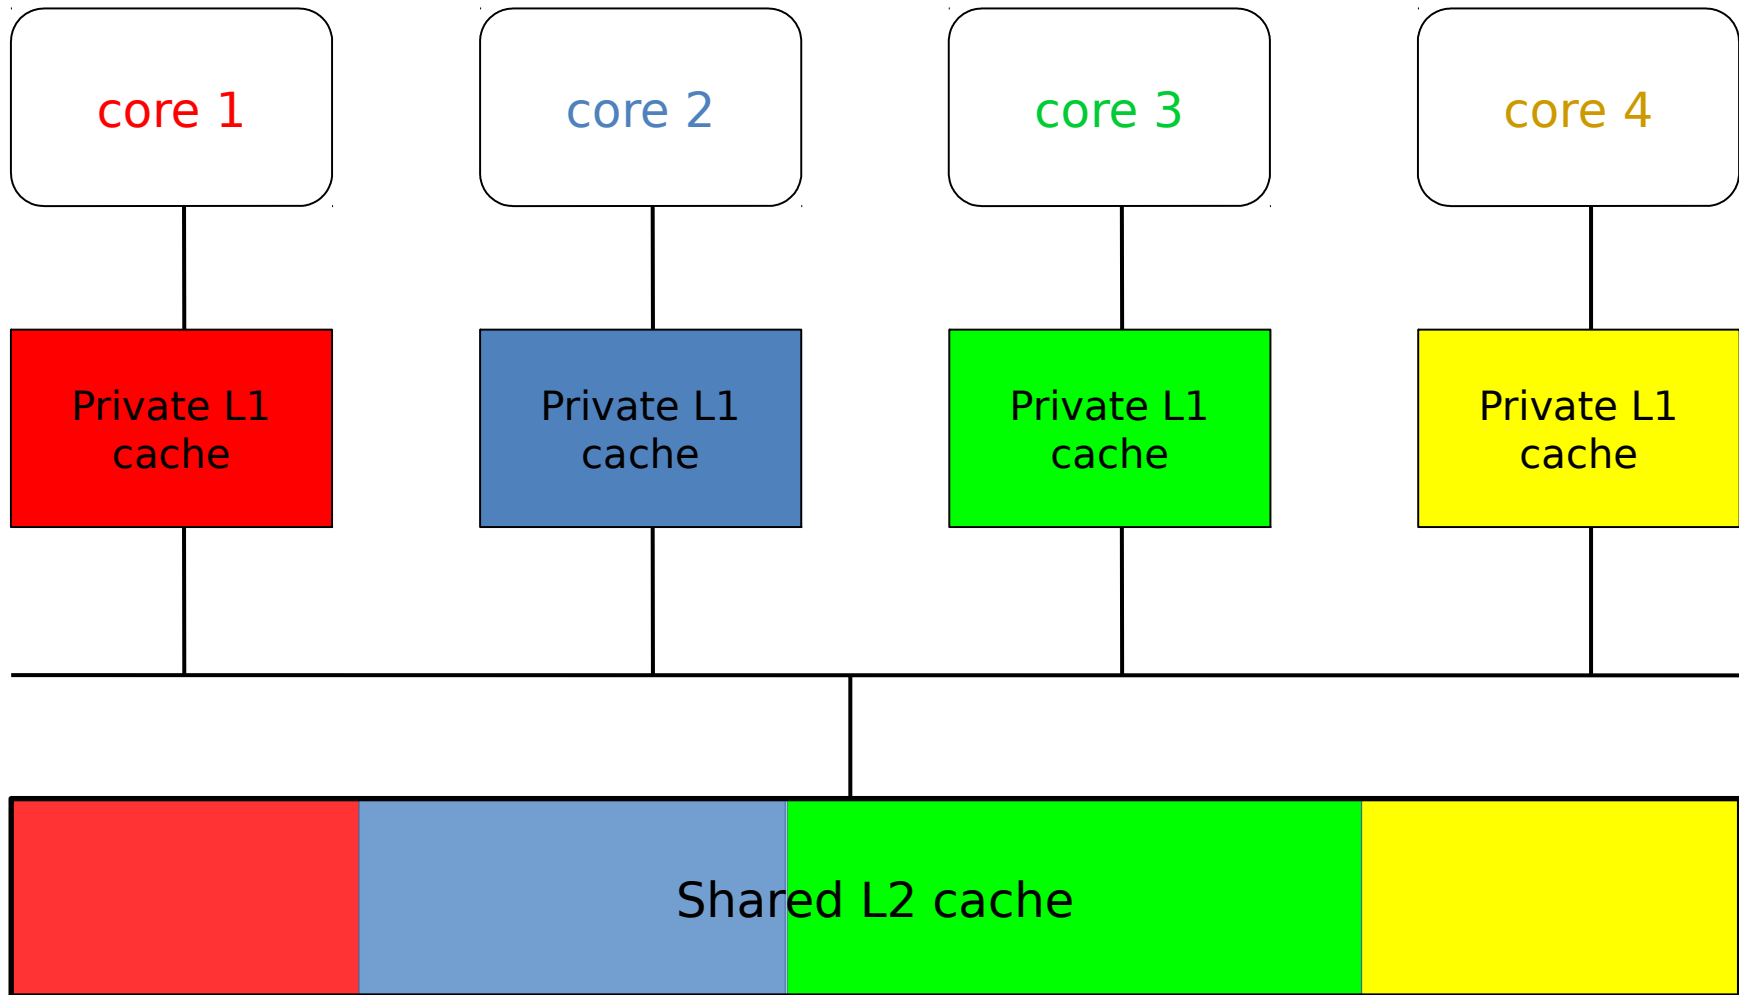 core 1
core 2
core 3
core 4
Private L1
cache
Private L1
cache
Private L1
cache
Private L1
cache
Shared L2 cache